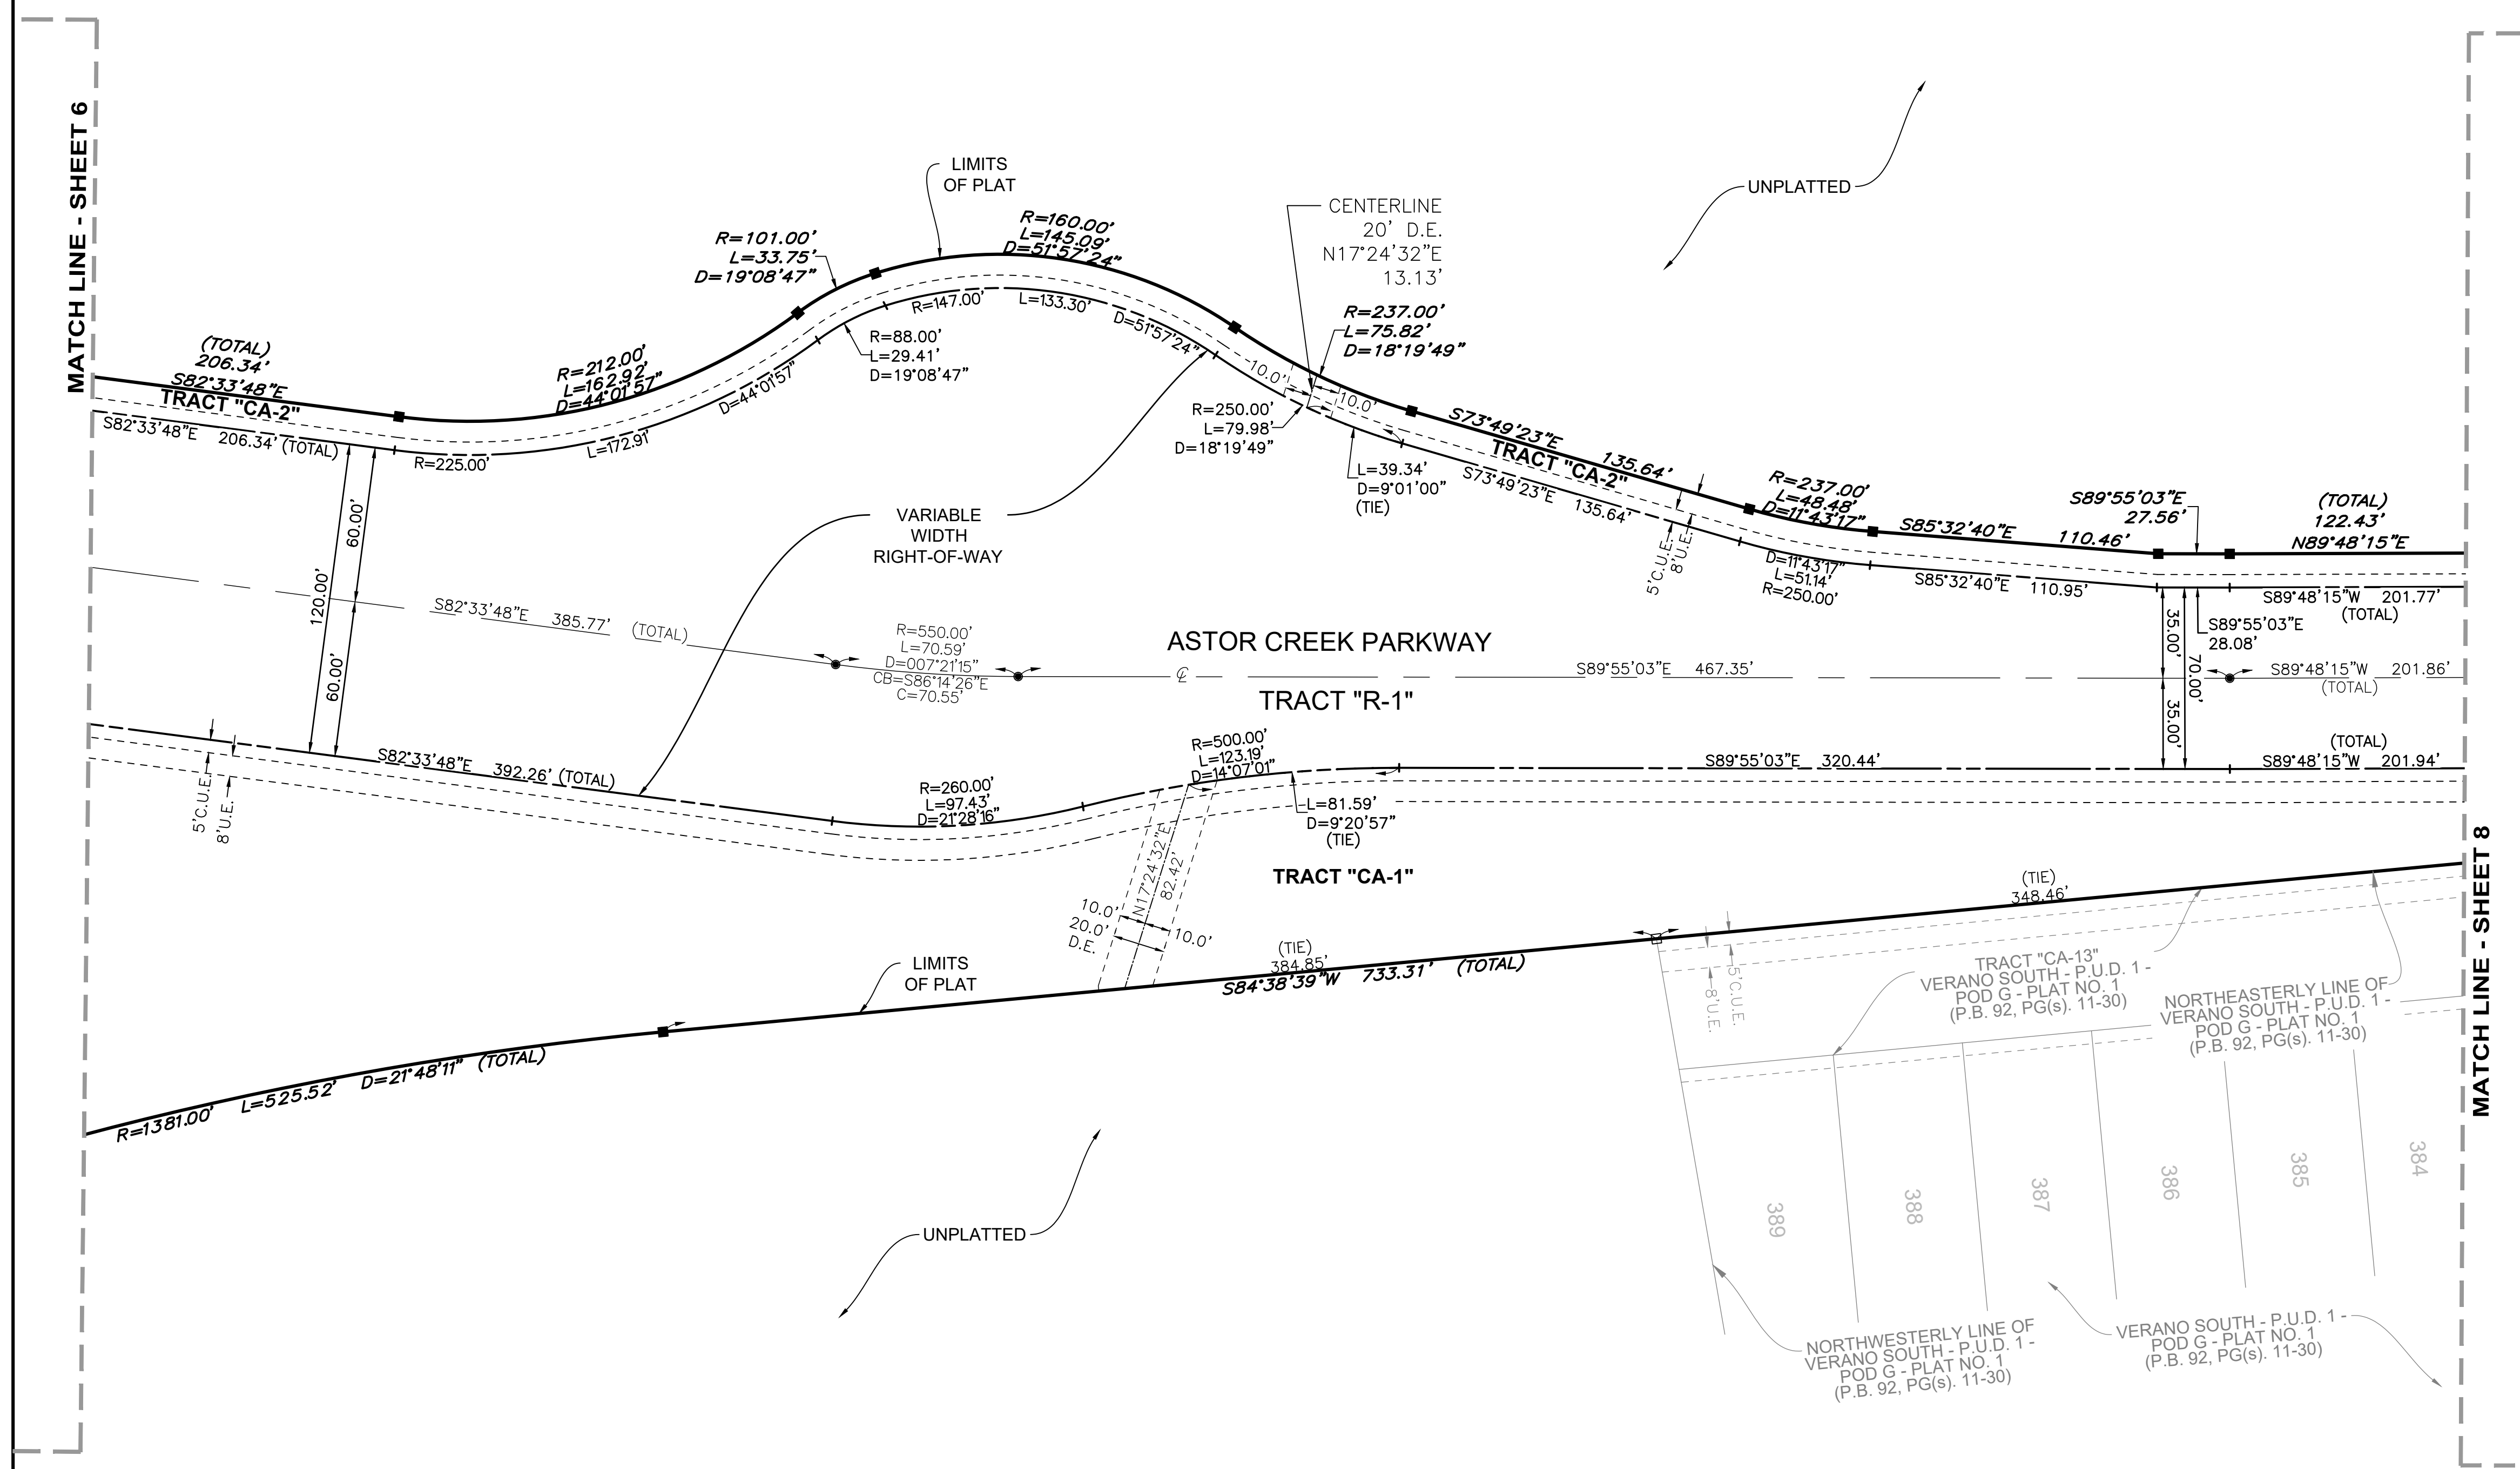 MATCH LINE - SHEET 6
LIMITS
OF PLAT
UNPLATTED
CENTERLINE
20' D.E.
N17°24'32"E
13.13'
R=160.00'
L=145.09'
D=51°57'24"
R=101.00'
L=33.75'
D=19°08'47"
R=147.00'
L=133.30'
D=51°57'24"
R=88.00'
L=29.41'
D=19°08'47"
R=237.00'
L=75.82'
D=18°19'49"
(TOTAL)
206.34'
S82°33'48"E
TRACT "CA-2"
S82°33'48"E 206.34' (TOTAL)
R=212.00'
L=162.92'
D=44°01'57"
R=225.00'
L=172.91'
D=44°01'57"
10.0'
10.0'
R=250.00'
L=79.98'
D=18°19'49"
L=39.34'
D=9°01'00"
(TIE)
S73°49'23"E 135.64'
TRACT "CA-2"
S73°49'23"E 135.64'
R=237.00'
L=48.48'
D=11°43'17"
5'C.U.E.
8'U.E.
D=11°43'17"
L=51.14'
R=250.00'
S85°32'40"E 110.46'
S85°32'40"E 110.95'
S89°55'03"E
27.56'
(TOTAL)
122.43'
N89°48'15"E
S89°48'15"W 201.77'
(TOTAL)
S89°55'03"E
28.08'
VARIABLE
WIDTH
RIGHT-OF-WAY
60.00'
120.00'
60.00'
S82°33'48"E 385.77' (TOTAL)
R=550.00'
L=70.59'
D=007°21'15"
CB=S86°14'26"E
C=70.55'
ASTOR CREEK PARKWAY
℄
S89°55'03"E 467.35'
TRACT "R-1"
35.00'
70.00'
35.00'
S89°48'15"W 201.86'
(TOTAL)
(TOTAL)
S89°48'15"W 201.94'
5'C.U.E.
8'U.E.
S82°33'48"E 392.26' (TOTAL)
R=260.00'
L=97.43'
D=21°28'16"
R=500.00'
L=123.19'
D=14°07'01"
S89°55'03"E 320.44'
L=81.59'
D=9°20'57"
(TIE)
N17°24'32"E
82.42'
10.0'
20.0'
D.E.
10.0'
TRACT "CA-1"
(TIE)
384.85'
S84°38'39"W 733.31' (TOTAL)
(TIE)
348.46'
LIMITS
OF PLAT
R=1381.00' L=525.52' D=21°48'11" (TOTAL)
8'U.E.
5'C.U.E.
TRACT "CA-13"
VERANO SOUTH - P.U.D. 1 -
POD G - PLAT NO. 1
(P.B. 92, PG(s). 11-30)
NORTHEASTERLY LINE OF
VERANO SOUTH - P.U.D. 1 -
POD G - PLAT NO. 1
(P.B. 92, PG(s). 11-30)
MATCH LINE - SHEET 8
UNPLATTED
389
388
387
386
385
384
NORTHWESTERLY LINE OF
VERANO SOUTH - P.U.D. 1 -
POD G - PLAT NO. 1
(P.B. 92, PG(s). 11-30)
VERANO SOUTH - P.U.D. 1 -
POD G - PLAT NO. 1
(P.B. 92, PG(s). 11-30)